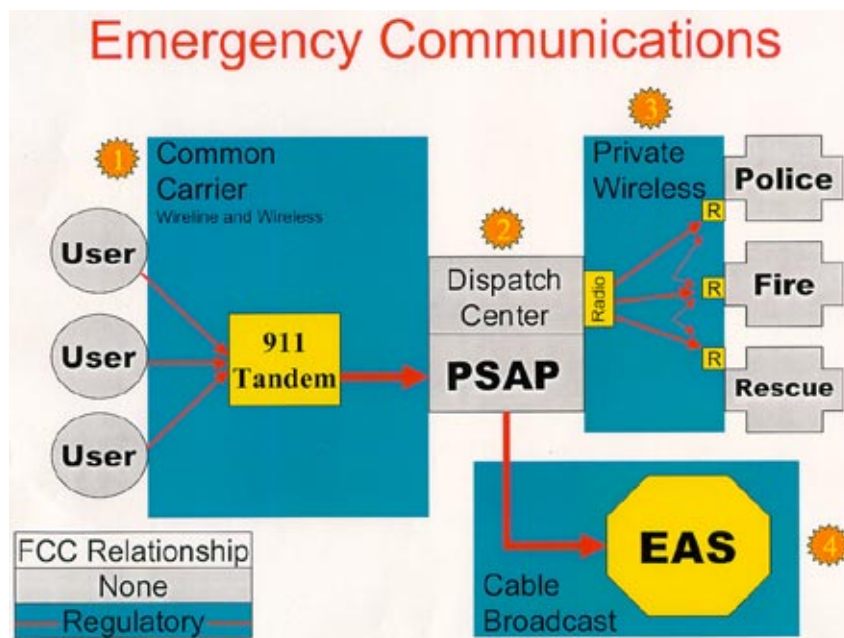 Emergency Communications
1
Common
Carrier
Wireline and Wireless
User
User
User
911
Tandem
2
Dispatch
Center
PSAP
3
Private
Wireless
Radio
R
R
R
Police
Fire
Rescue
EAS
4
Cable
Broadcast
FCC Relationship
None
Regulatory